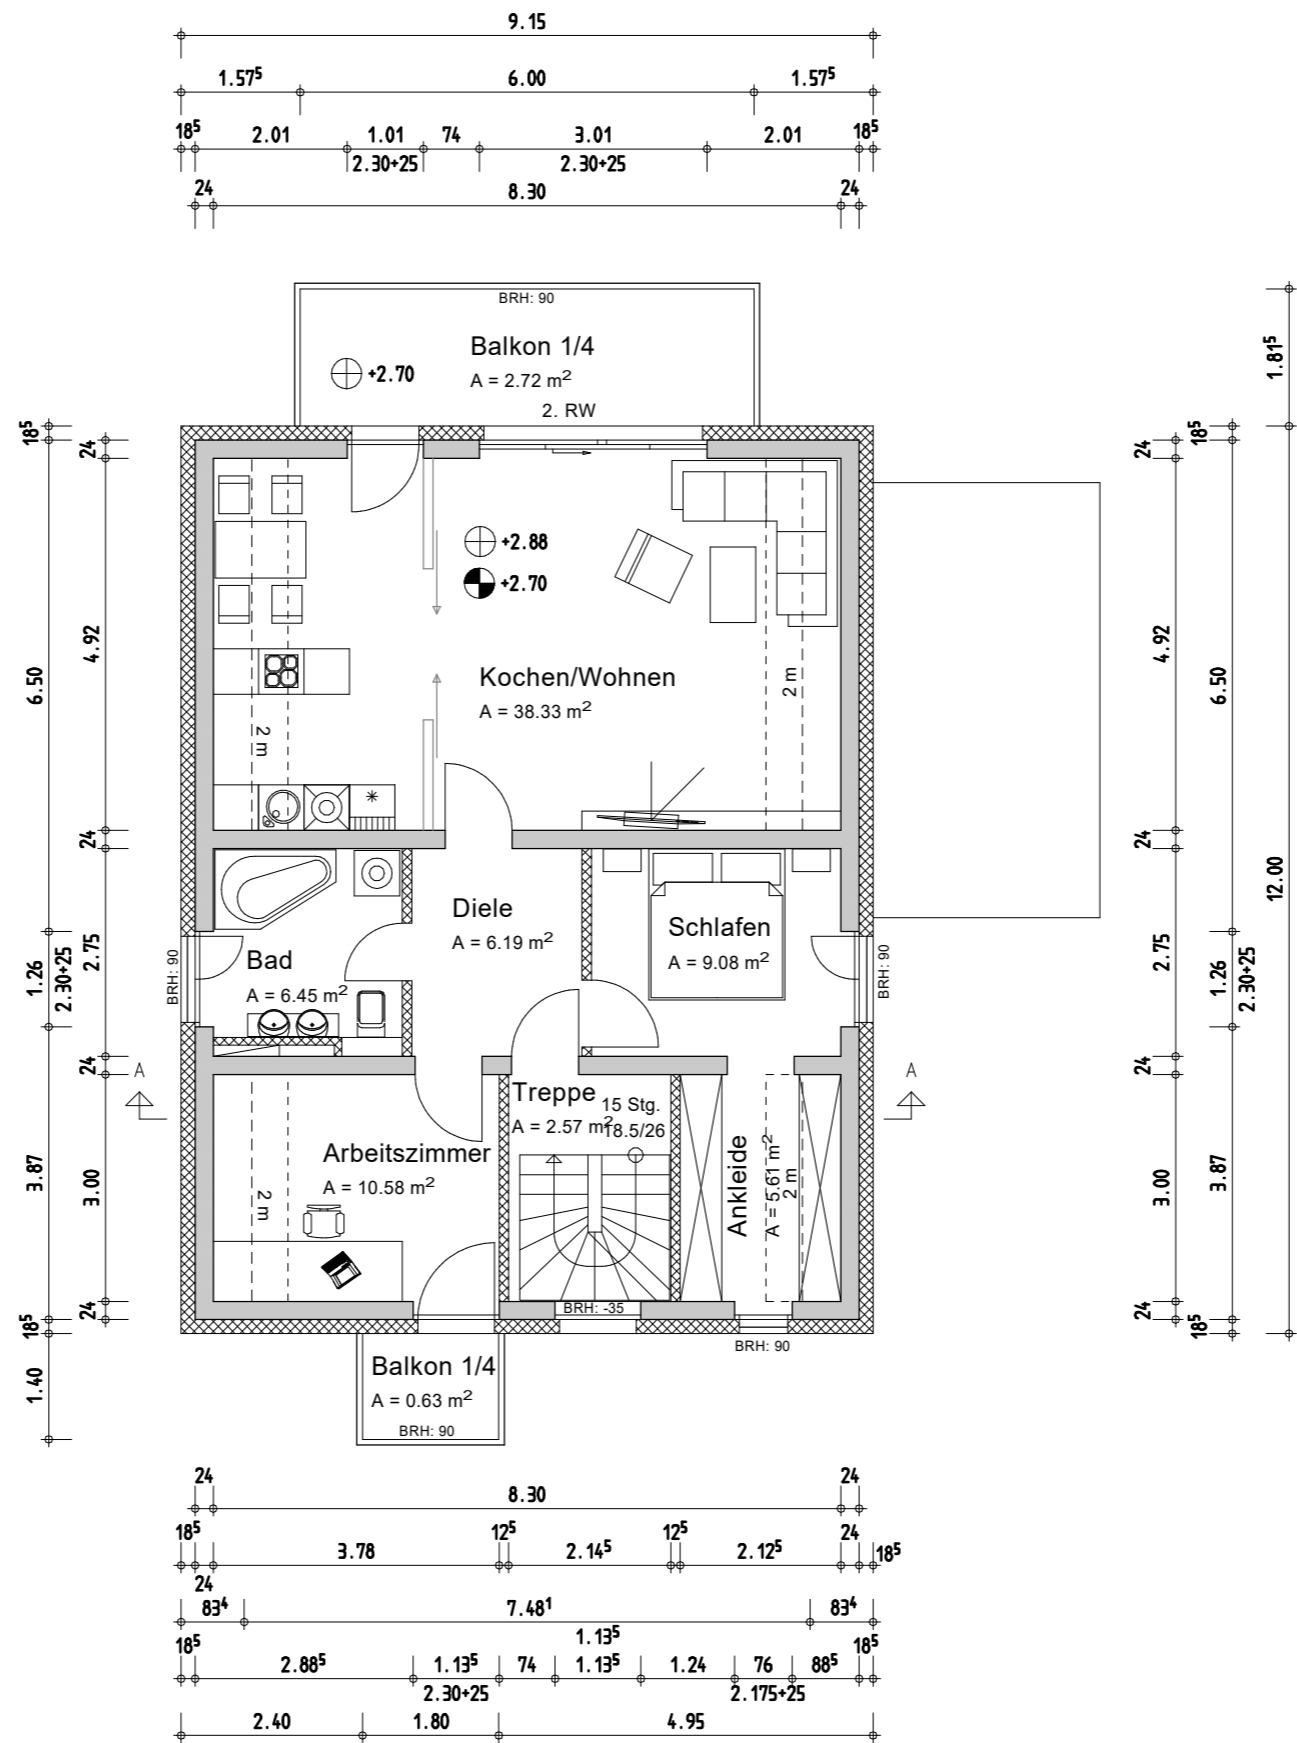 9.15
1.57⁵ 6.00 1.57⁵
18⁵ 2.01 1.01 74 3.01 2.01 18⁵
2.30+25 2.30+25
24 8.30 24
BRH: 90
Balkon 1/4
+2.70
A = 2.72 m²
2. RW
1.81⁵
18⁵
24
24
18⁵
+2.88
+2.70
4.92
6.50
4.92
6.50
Kochen/Wohnen
A = 38.33 m²
2 m
2 m
24
24
12.00
Diele
A = 6.19 m²
Schlafen
A = 9.08 m²
Bad
A = 6.45 m²
BRH: 90
BRH: 90
1.26
2.30+25
2.75
2.75
1.26
2.30+25
24
24
A
A
Treppe
A = 2.57 m²
15 Stg.
18.5/26
Arbeitszimmer
A = 10.58 m²
2 m
Ankleide
A = 5.61 m²
2 m
3.87
3.00
3.00
3.87
24
18⁵
24
18⁵
BRH: -35
BRH: 90
Balkon 1/4
A = 0.63 m²
BRH: 90
1.40
24 8.30 24
18⁵ 3.78 12⁵ 2.14⁵ 12⁵ 2.12⁵ 24 18⁵
24
83⁴ 7.48¹ 83⁴
1.13⁵
18⁵ 2.88⁵ 1.13⁵ 74 1.13⁵ 1.24 76 88⁵ 18⁵
2.30+25 2.175+25
2.40 1.80 4.95